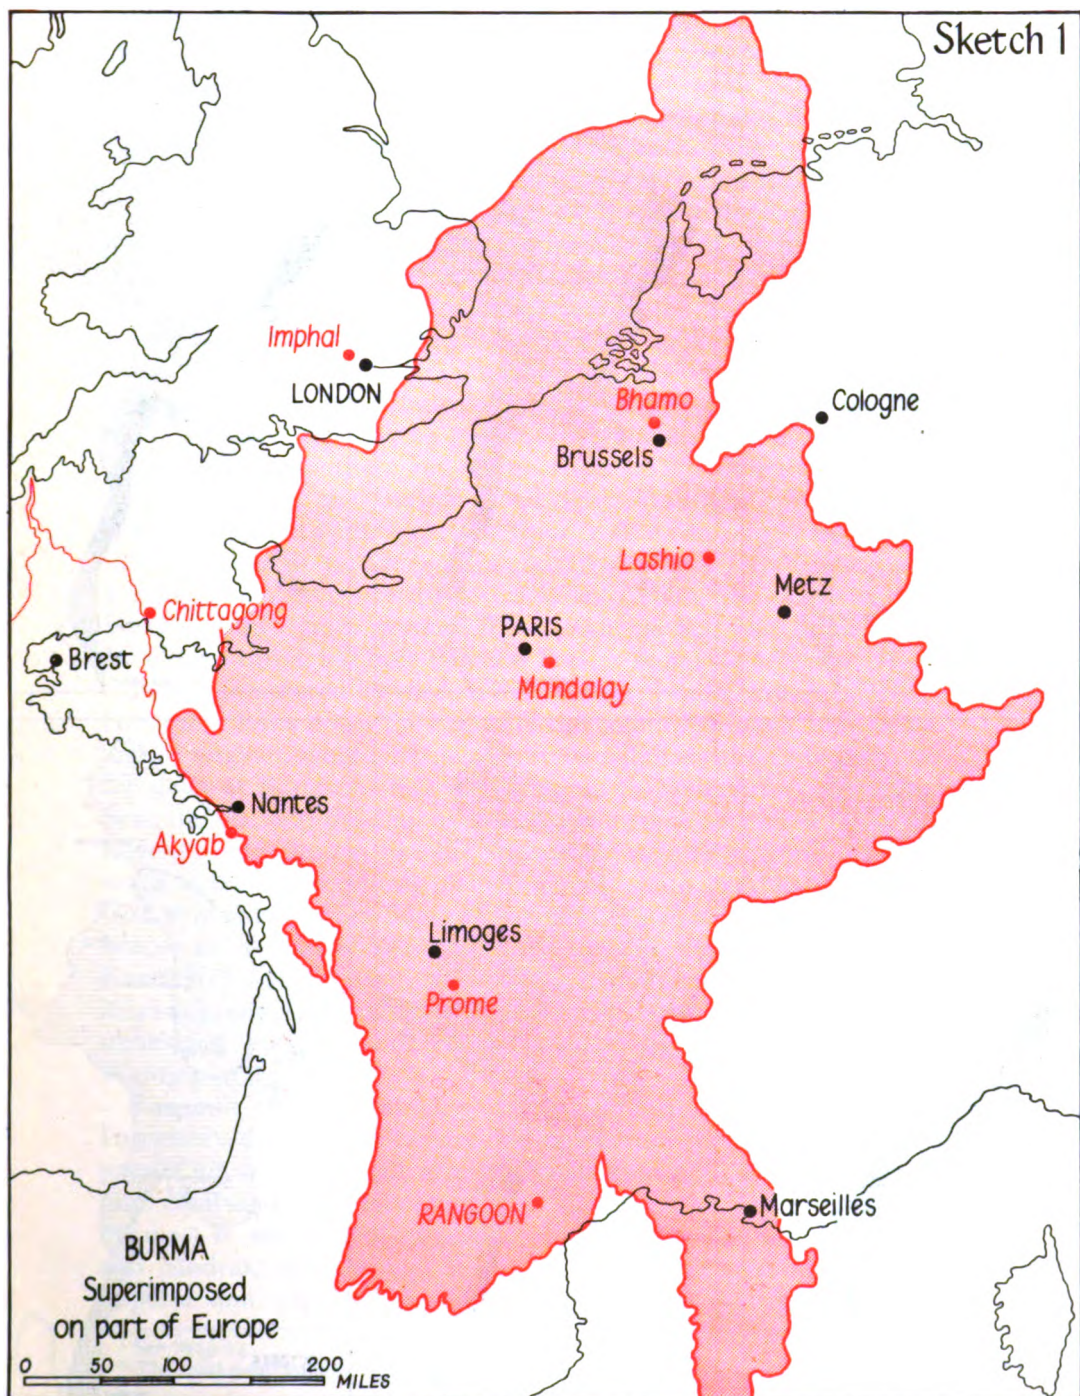 Sketch 1
Imphal
LONDON
Bhamo
Brussels
Cologne
Lashio
Metz
Chittagong
PARIS
Brest
Mandalay
Nantes
Akyab
Limoges
Prome
RANGOON
Marseilles
BURMA
Superimposed
on part of Europe
0 50 100 200
MILES